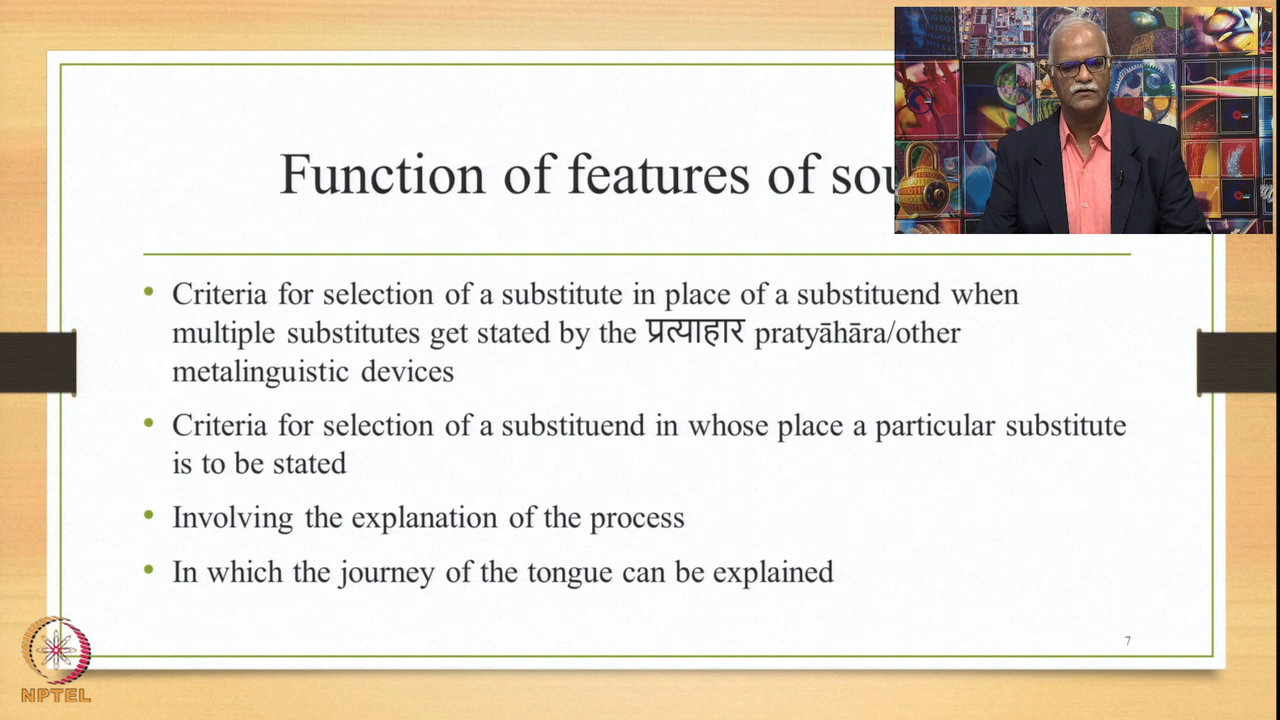 Function of features of sou
• Criteria for selection of a substitute in place of a substituend when
multiple substitutes get stated by the प्रत्याहार pratyāhāra/other
metalinguistic devices
• Criteria for selection of a substituend in whose place a particular substitute
is to be stated
• Involving the explanation of the process
• In which the journey of the tongue can be explained
7
NPTEL